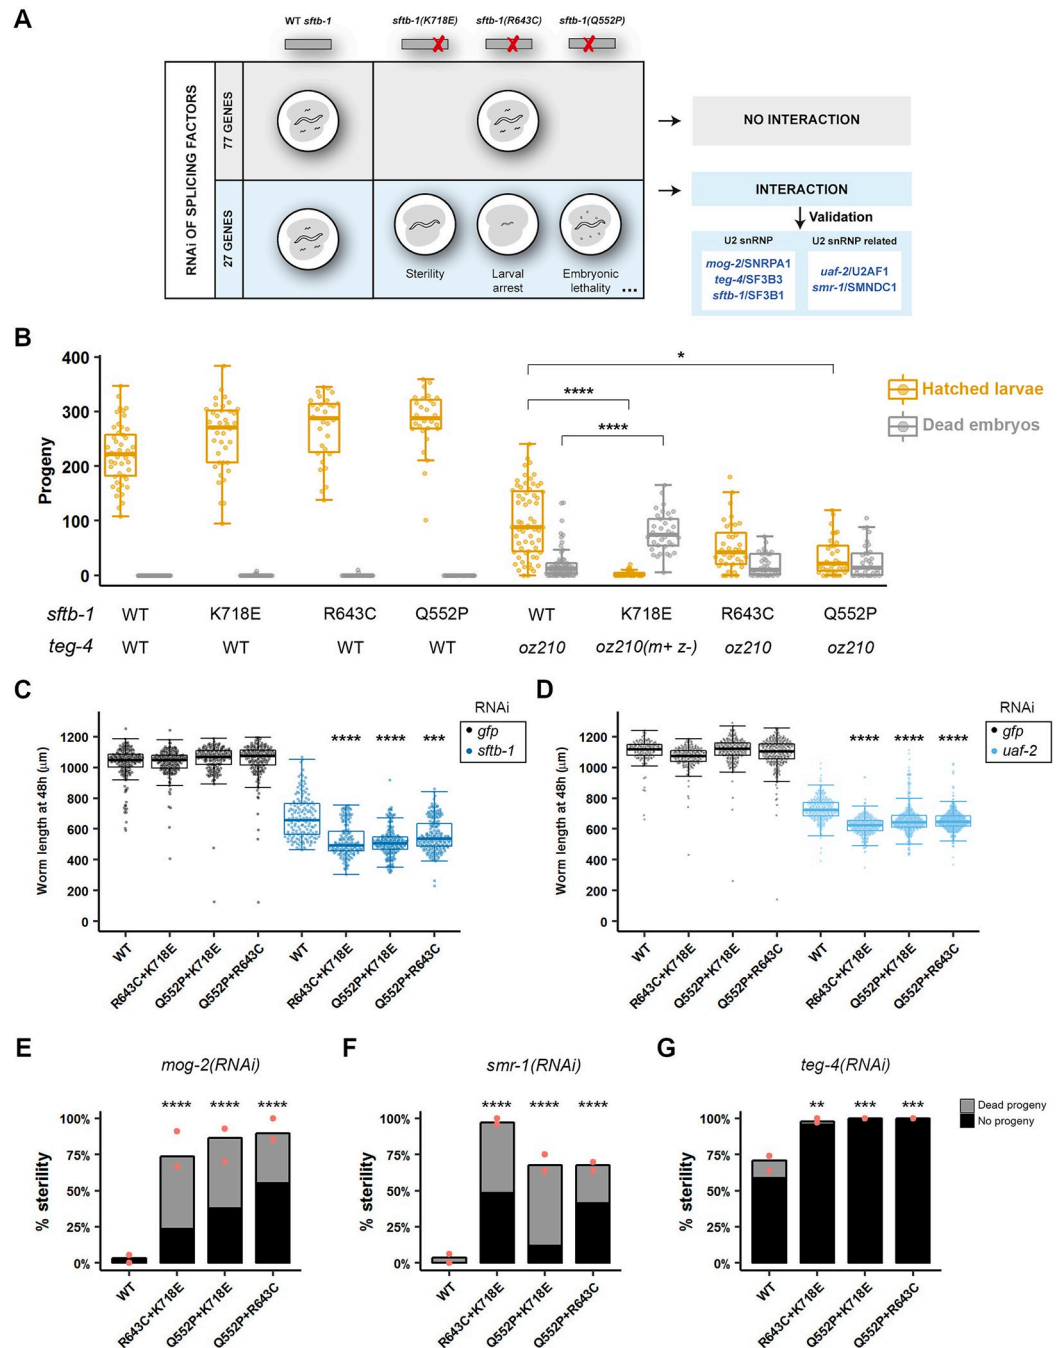 A
WT sftb-1
sftb-1(K718E)
sftb-1(R643C)
sftb-1(Q552P)
RNAi OF SPLICING FACTORS
77 GENES
NO INTERACTION
27 GENES
Sterility
Larval
arrest
Embryonic
lethality
...
INTERACTION
Validation
U2 snRNP
mog-2/SNRPA1
teg-4/SF3B3
sftb-1/SF3B1
U2 snRNP related
uaf-2/U2AF1
smr-1/SMNDC1
B
Progeny
400
300
200
100
0
*
****
****
Hatched larvae
Dead embryos
sftb-1 WT K718E R643C Q552P WT K718E R643C Q552P
teg-4 WT WT WT WT oz210 oz210(m+ z-) oz210 oz210
C
RNAi
gfp
sftb-1
Worm length at 48h (µm)
1200
1000
800
600
400
200
0
**** **** ***
WT R643C+K718E Q552P+K718E Q552P+R643C WT R643C+K718E Q552P+K718E Q552P+R643C
D
RNAi
gfp
uaf-2
Worm length at 48h (µm)
1200
1000
800
600
400
200
0
**** **** ****
WT R643C+K718E Q552P+K718E Q552P+R643C WT R643C+K718E Q552P+K718E Q552P+R643C
E
mog-2(RNAi)
% sterility
100%
75%
50%
25%
0%
**** **** ****
WT R643C+K718E Q552P+K718E Q552P+R643C
F
smr-1(RNAi)
% sterility
100%
75%
50%
25%
0%
**** **** ****
WT R643C+K718E Q552P+K718E Q552P+R643C
G
teg-4(RNAi)
% sterility
100%
75%
50%
25%
0%
** *** ***
WT R643C+K718E Q552P+K718E Q552P+R643C
Dead progeny
No progeny